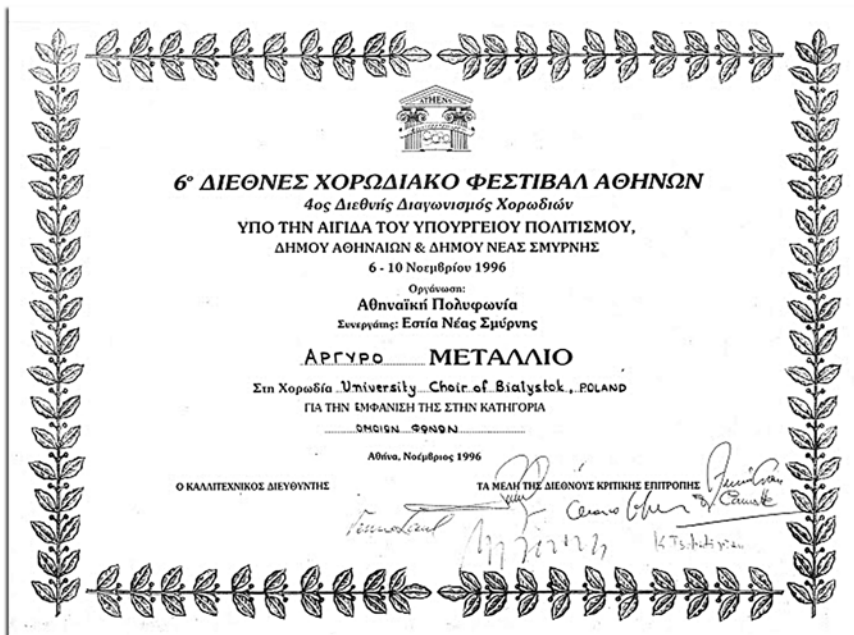 ATHENS
6° ΔΙΕΘΝΕΣ ΧΟΡΩΔΙΑΚΟ ΦΕΣΤΙΒΑΛ ΑΘΗΝΩΝ
4ος Διεθνής Διαγωνισμός Χορωδιών
ΥΠΟ ΤΗΝ ΑΙΓΙΔΑ ΤΟΥ ΥΠΟΥΡΓΕΙΟΥ ΠΟΛΙΤΙΣΜΟΥ,
ΔΗΜΟΥ ΑΘΗΝΑΙΩΝ & ΔΗΜΟΥ ΝΕΑΣ ΣΜΥΡΝΗΣ
6 - 10 Νοεμβρίου 1996
Οργάνωση:
Αθηναϊκή Πολυφωνία
Συνεργάτης: Εστία Νέας Σμύρνης
ΑΡΓΥΡΟ ΜΕΤΑΛΛΙΟ
Στη Χορωδία University Choir of Bialystok, POLAND
ΓΙΑ ΤΗΝ ΕΜΦΑΝΙΣΗ ΤΗΣ ΣΤΗΝ ΚΑΤΗΓΟΡΙΑ
ΟΜΟΙΩΝ ΦΩΝΩΝ
Αθήνα, Νοέμβριος 1996
Ο ΚΑΛΛΙΤΕΧΝΙΚΟΣ ΔΙΕΥΘΥΝΤΗΣ
ΤΑ ΜΕΛΗ ΤΗΣ ΔΙΕΘΝΟΥΣ ΚΡΙΤΙΚΗΣ ΕΠΙΤΡΟΠΗΣ